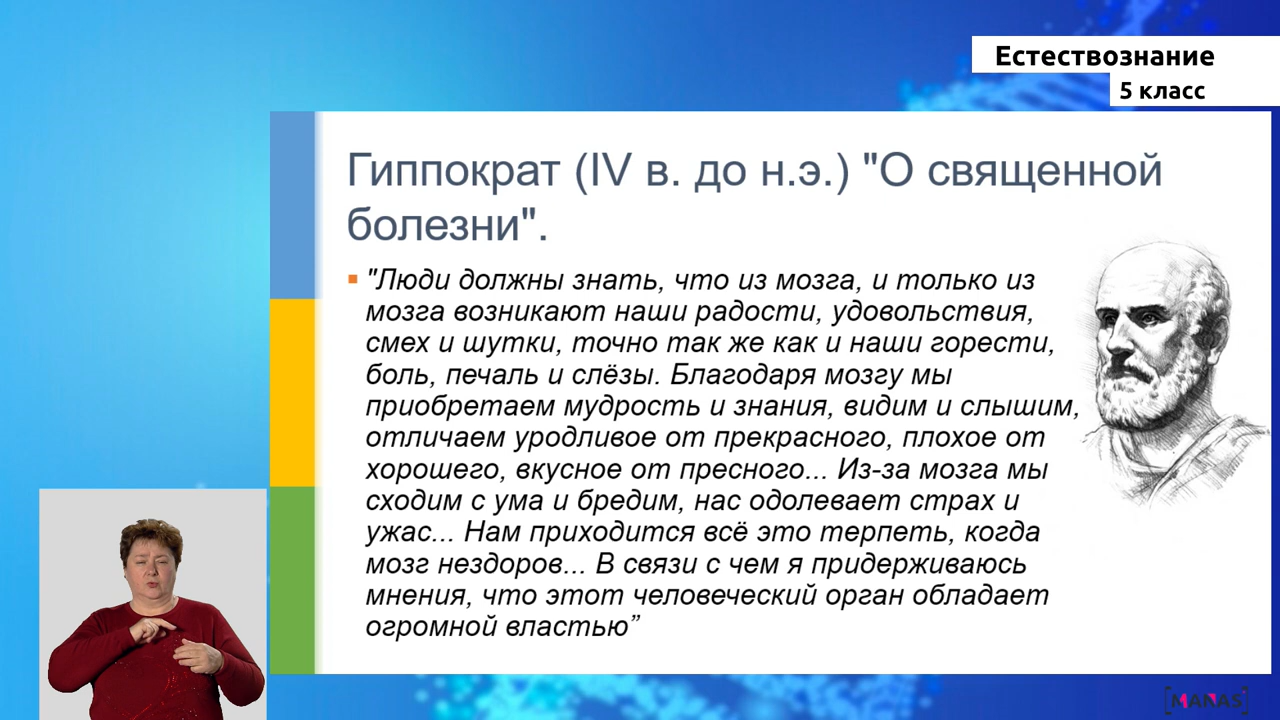 Естествознание
5 класс
Гиппократ (IV в. до н.э.) "О священной
болезни".
"Люди должны знать, что из мозга, и только из
мозга возникают наши радости, удовольствия,
смех и шутки, точно так же как и наши горести,
боль, печаль и слёзы. Благодаря мозгу мы
приобретаем мудрость и знания, видим и слышим,
отличаем уродливое от прекрасного, плохое от
хорошего, вкусное от пресного... Из-за мозга мы
сходим с ума и бредим, нас одолевает страх и
ужас... Нам приходится всё это терпеть, когда
мозг нездоров... В связи с чем я придерживаюсь
мнения, что этот человеческий орган обладает
огромной властью”
[MANAS]